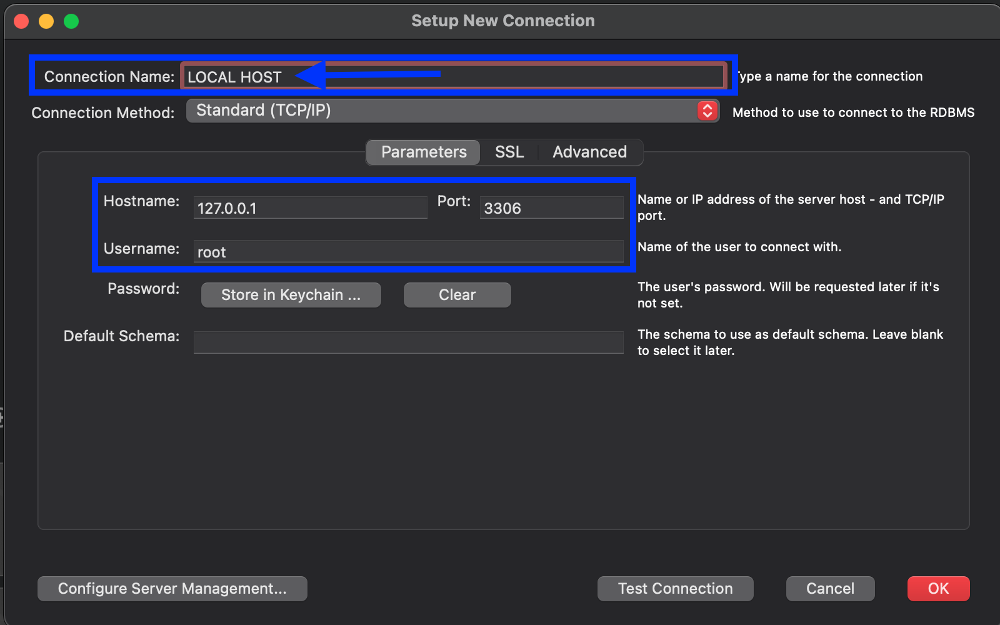 Setup New Connection
Connection Name: LOCAL HOST Type a name for the connection
Connection Method: Standard (TCP/IP) Method to use to connect to the RDBMS
Parameters SSL Advanced
Hostname: 127.0.0.1 Port: 3306 Name or IP address of the server host - and TCP/IP
port.
Username: root Name of the user to connect with.
Password: Store in Keychain ... Clear The user's password. Will be requested later if it's
not set.
Default Schema: The schema to use as default schema. Leave blank
to select it later.
Configure Server Management... Test Connection Cancel OK